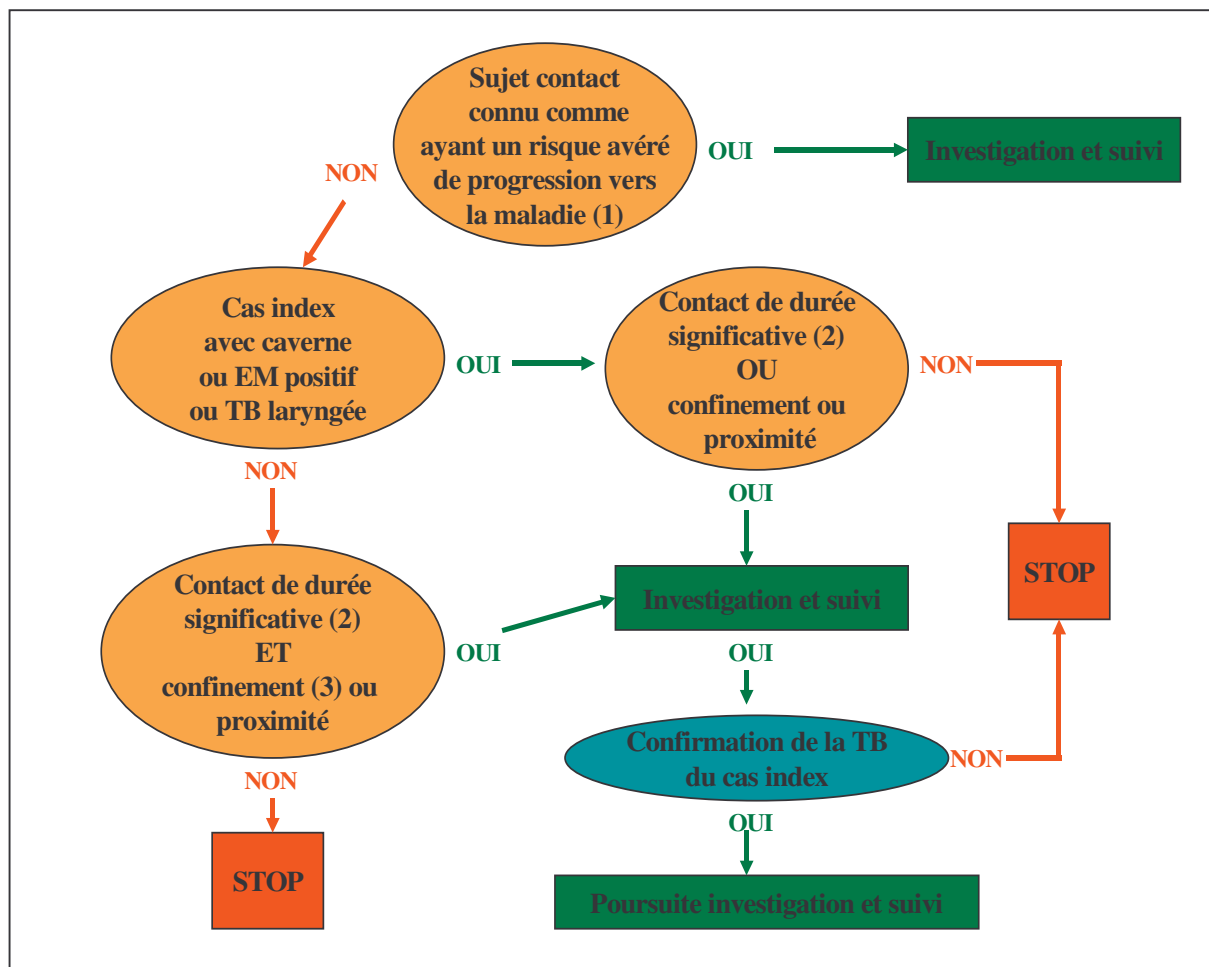 Sujet contact
connu comme
ayant un risque avéré
de progression vers
la maladie (1)
OUI
Investigation et suivi
NON
Cas index
avec caverne
ou EM positif
ou TB laryngée
OUI
Contact de durée
significative (2)
OU
confinement ou
proximité
NON
NON
OUI
STOP
Contact de durée
significative (2)
ET
confinement (3) ou
proximité
OUI
Investigation et suivi
OUI
Confirmation de la TB
du cas index
NON
NON
OUI
STOP
Poursuite investigation et suivi